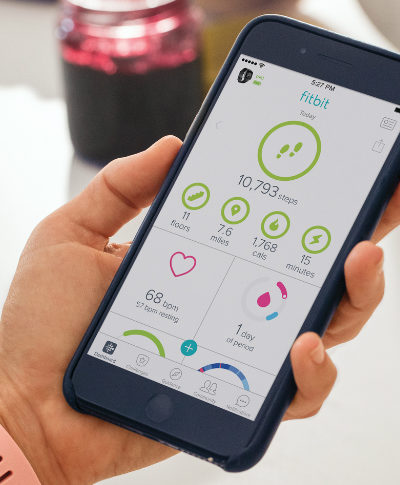 5:27 PM
fitbit
Today
10,793 steps
11
floors
7.6
miles
1,768
cals
15
minutes
68 bpm
57 bpm resting
1 day
of period
+
Dashboard
Challenges
Guidance
Community
Notifications